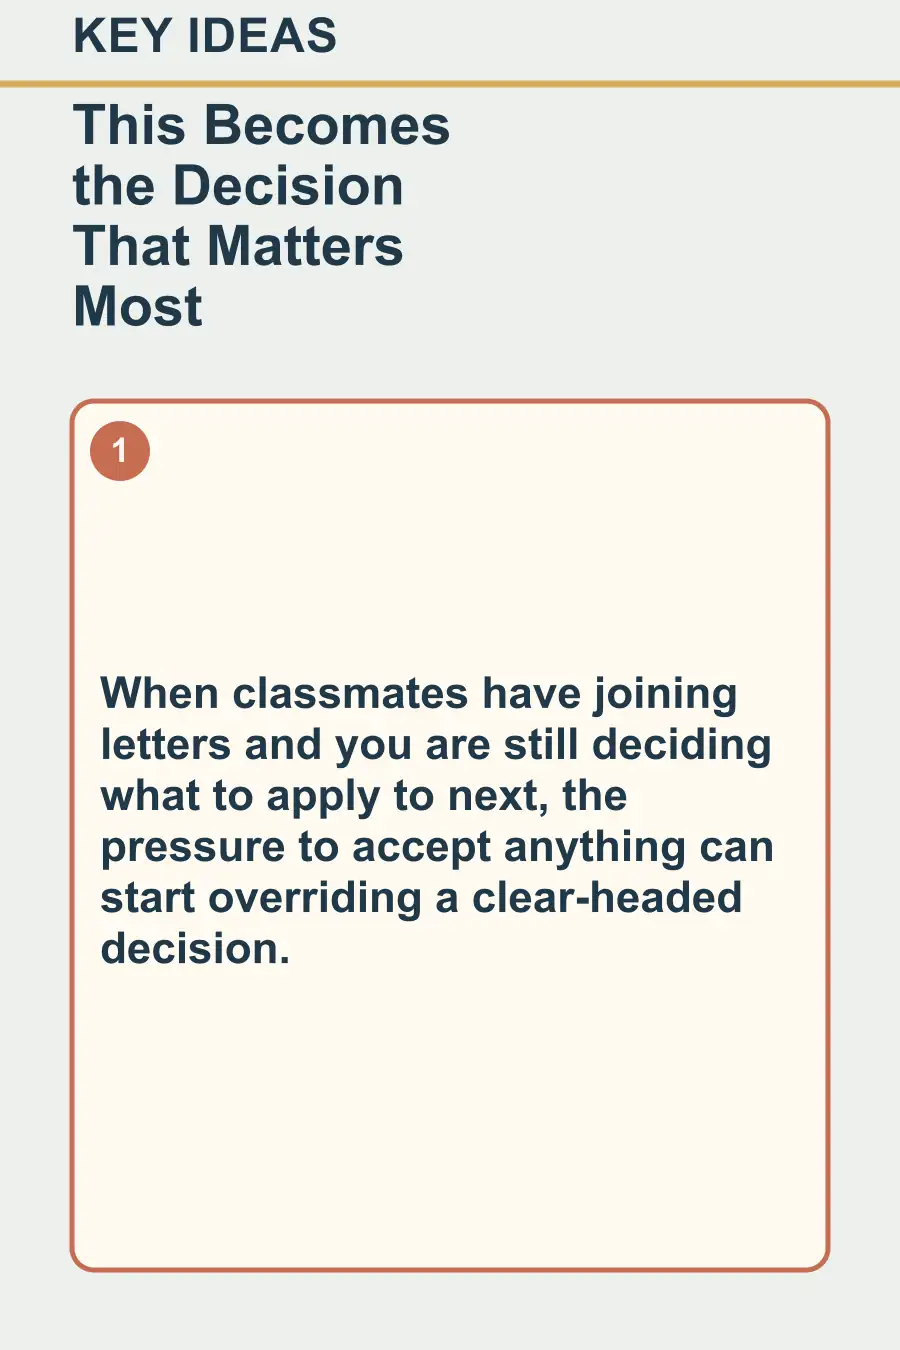 KEY IDEAS
This Becomes
the Decision
That Matters
Most
1
When classmates have joining
letters and you are still deciding
what to apply to next, the
pressure to accept anything can
start overriding a clear-headed
decision.